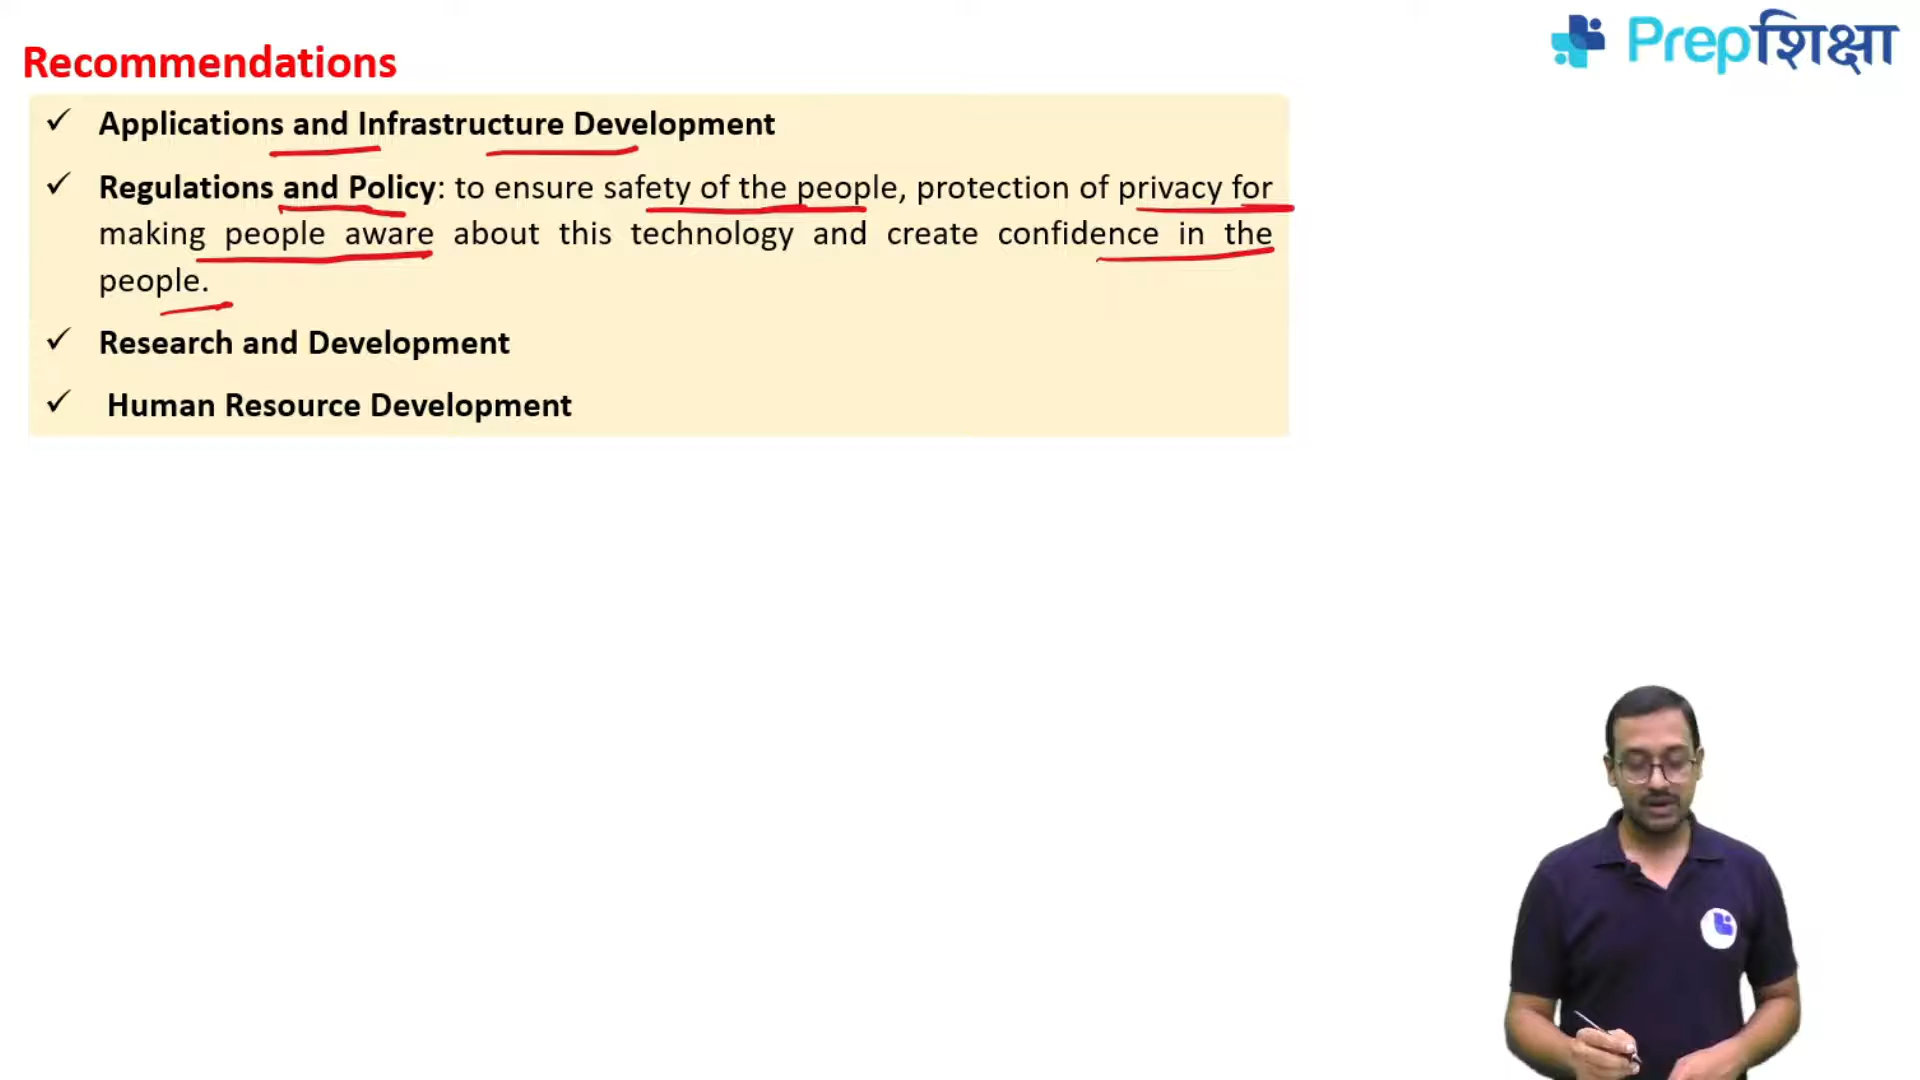 Recommendations
Prepशिक्षा
✓ Applications and Infrastructure Development
✓ Regulations and Policy: to ensure safety of the people, protection of privacy for
making people aware about this technology and create confidence in the
people.
✓ Research and Development
✓ Human Resource Development